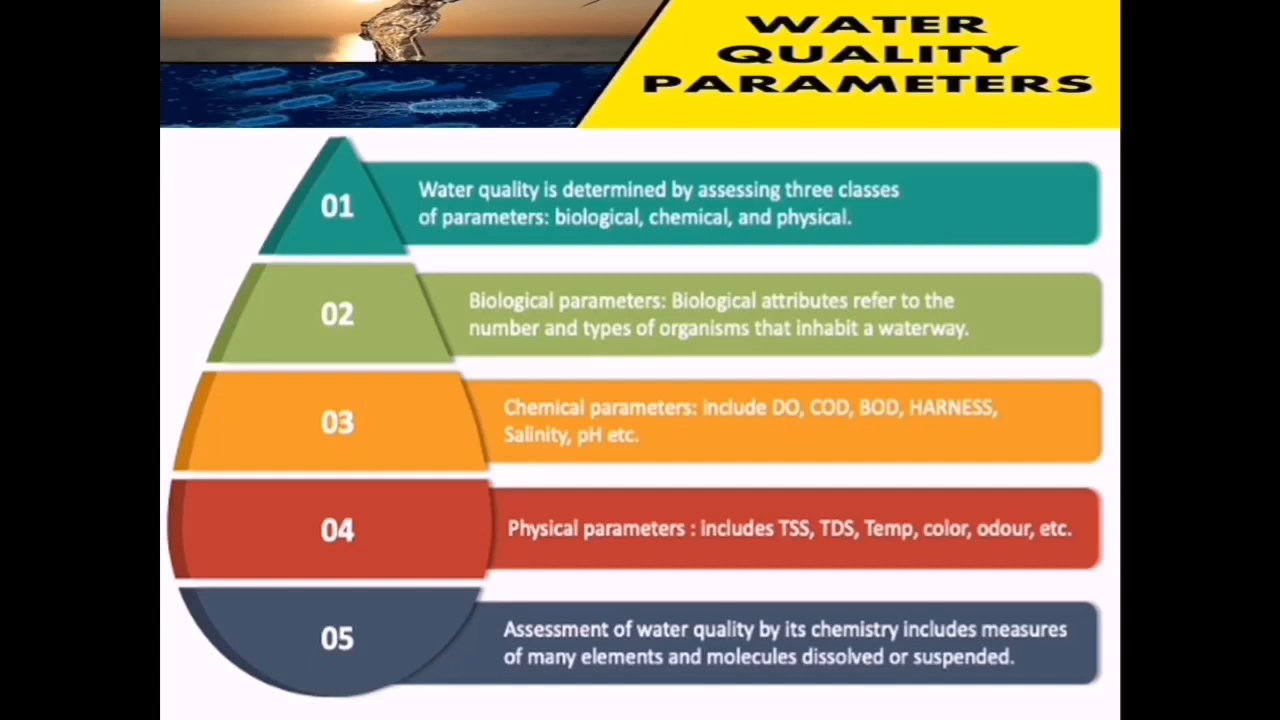 WATER
QUALITY
PARAMETERS
01
Water quality is determined by assessing three classes
of parameters: biological, chemical, and physical.
02
Biological parameters: Biological attributes refer to the
number and types of organisms that inhabit a waterway.
03
Chemical parameters: include DO, COD, BOD, HARNESS,
Salinity, pH etc.
04
Physical parameters : includes TSS, TDS, Temp, color, odour, etc.
05
Assessment of water quality by its chemistry includes measures
of many elements and molecules dissolved or suspended.